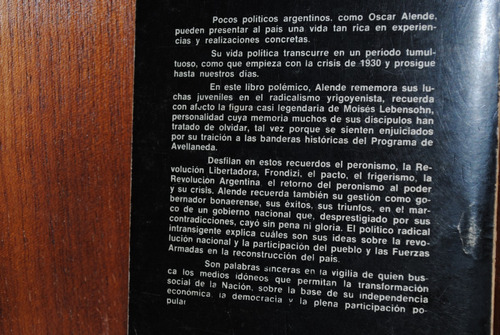 Pocos políticos argentinos, como Oscar Alende,
pueden presentar al país una vida tan rica en experien-
cias y realizaciones concretas.
Su vida política transcurre en un período tumul-
tuoso, como que empieza con la crisis de 1930 y prosigue
hasta nuestros días.
En este libro polémico, Alende rememora sus lu-
chas juveniles en el radicalismo yrigoyenista, recuerda
con afecto la figura casi legendaria de Moisés Lebensohn,
personalidad cuya memoria muchos de sus discípulos han
tratado de olvidar, tal vez porque se sienten enjuiciados
por su traición a las banderas históricas del Programa de
Avellaneda.
Desfilan en estos recuerdos el peronismo, la Re-
volución Libertadora, Frondizi, el pacto, el frigerismo, la
Revolucion Argentina, el retorno del peronismo al poder
y su crisis. Alende recuerda también su gestión como go-
bernador bonaerense, sus éxitos, sus triunfos, en el mar-
co de un gobierno nacional que, desprestigiado por sus
contradicciones, cayó sin pena ni gloria. El político radical
intransigente explica cuáles son sus ideas sobre la revo-
lución nacional y la participación del pueblo y las Fuerzas
Armadas en la reconstrucción del país.
Son palabras sinceras en la vigilia de quien bus-
ca los medios idóneos que permitan la transformación
social de la Nación, sobre la base de su independencia
económica, la democracia y la plena participación po-
pular